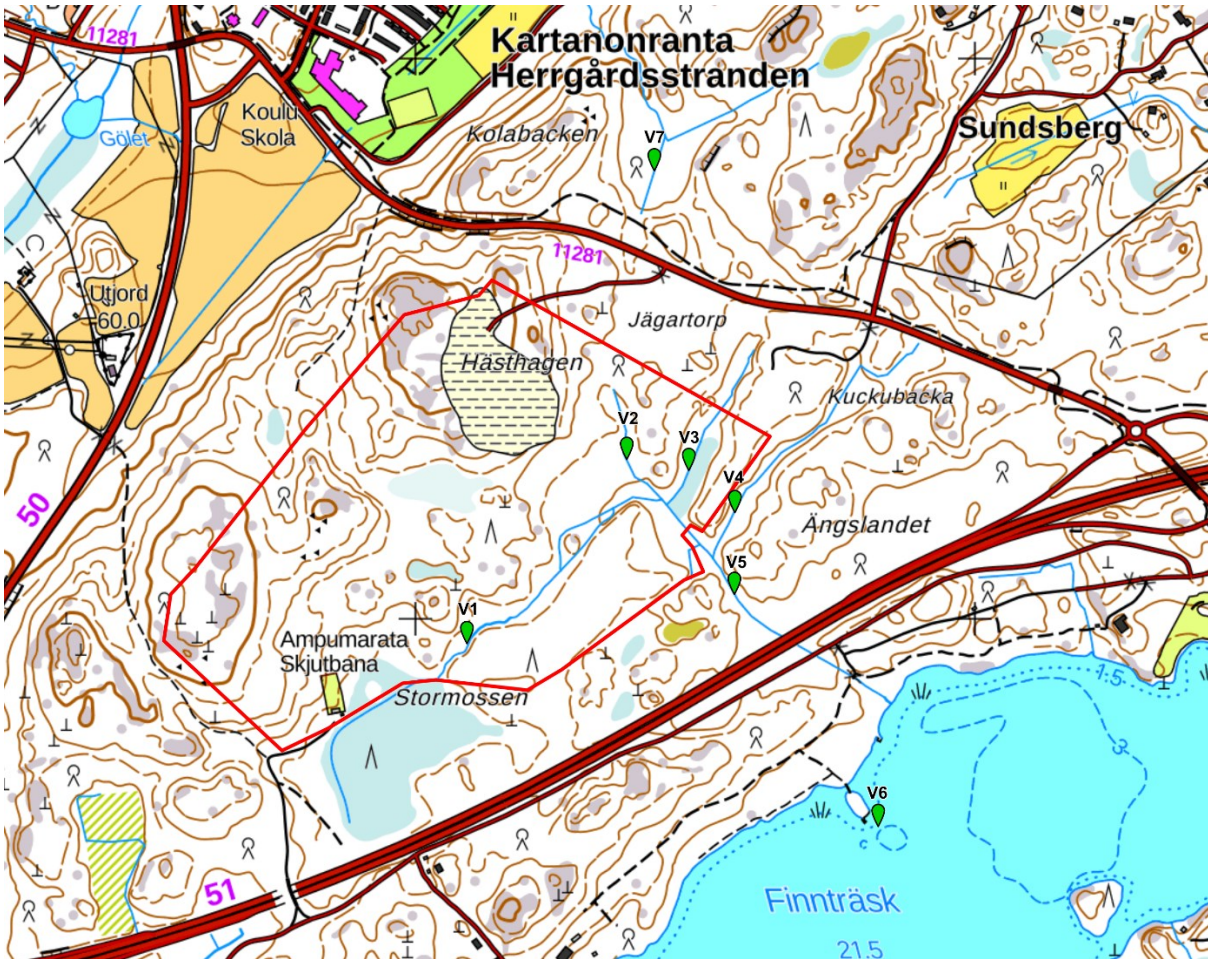 11281
Kartanonranta
Herrgårdsstranden
Koulu
Skola
Gölet
Kolabacken
V7
Sundsberg
11281
Utjord
60.0
Jägartorp
Hästhagen
Kuckubacka
V2
V3
V4
50
Ängslandet
V5
V1
Ampumarata
Skjutbana
Stormossen
1.5
3
V6
51
Finnträsk
21.5